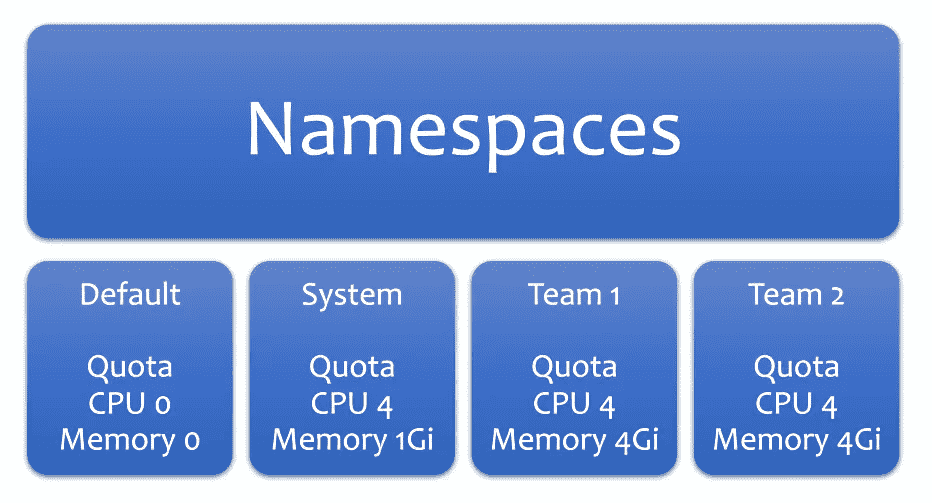 Namespaces
Default
Quota
CPU 0
Memory 0
System
Quota
CPU 4
Memory 1Gi
Team 1
Quota
CPU 4
Memory 4Gi
Team 2
Quota
CPU 4
Memory 4Gi